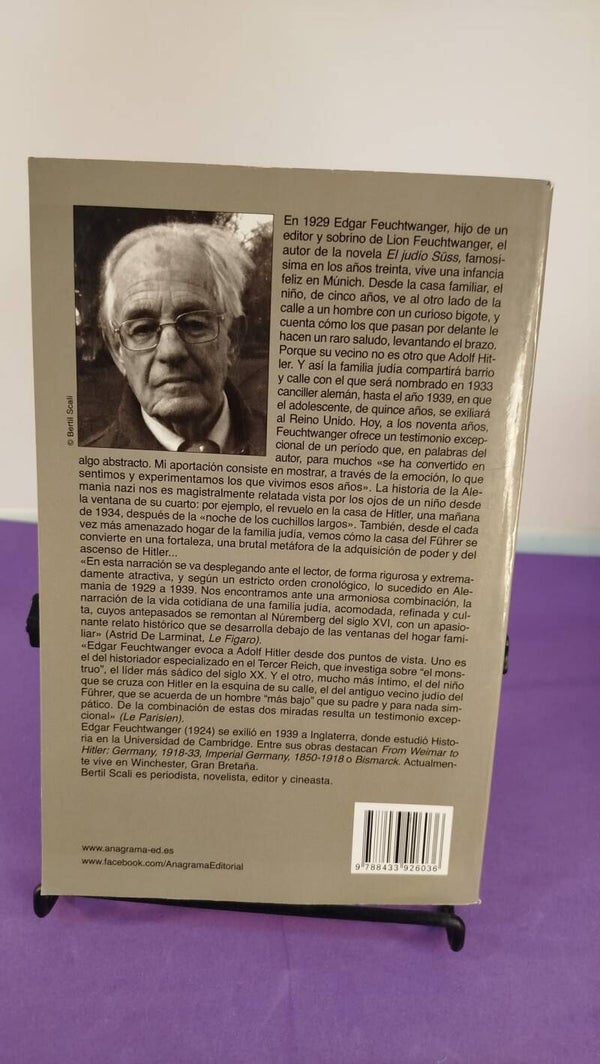 En 1929 Edgar Feuchtwanger, hijo de un
editor y sobrino de Lion Feuchtwanger, el
autor de la novela El judío Süss, famosí-
sima en los años treinta, vive una infancia
feliz en Múnich. Desde la casa familiar, el
niño, de cinco años, ve al otro lado de la
calle a un hombre con un curioso bigote, y
cuenta cómo los que pasan por delante le
hacen un raro saludo, levantando el brazo.
Porque su vecino no es otro que Adolf Hit-
ler. Y así la familia judía compartirá barrio
y calle con el que será nombrado en 1933
canciller alemán, hasta el año 1939, en que
el adolescente, de quince años, se exiliará
al Reino Unido. Hoy, a los noventa años,
Feuchtwanger ofrece un testimonio excep-
cional de un periodo que, en palabras del
autor, para muchos «se ha convertido en
algo abstracto. Mi aportación consiste en mostrar, a través de la emoción, lo que
sentimos y experimentamos los que vivimos esos años». La historia de la Ale-
mania nazi nos es magistralmente relatada vista por los ojos de un niño desde
la ventana de su cuarto: por ejemplo, el revuelo en la casa de Hitler, una mañana
de 1934, después de la «noche de los cuchillos largos». También, desde el cada
vez más amenazado hogar de la familia judía, vemos cómo la casa del Führer se
convierte en una fortaleza, una brutal metáfora de la adquisición de poder y del
ascenso de Hitler...
«En esta narración se va desplegando ante el lector, de forma rigurosa y extrema-
damente atractiva, y según un estricto orden cronológico, lo sucedido en Ale-
mania de 1929 a 1939. Nos encontramos ante una armoniosa combinación, la
narración de la vida cotidiana de una familia judía, acomodada, refinada y cul-
ta, cuyos antepasados se remontan al Núremberg del siglo XVI, con un apasio-
nante relato histórico que se desarrolla debajo de las ventanas del hogar fami-
liar» (Astrid De Larminat, Le Figaro).
«Edgar Feuchtwanger evoca a Adolf Hitler desde dos puntos de vista. Uno es
el del historiador especializado en el Tercer Reich, que investiga sobre "el mons-
truo", el líder más sádico del siglo XX. Y el otro, mucho más íntimo, el del niño
que se cruza con Hitler en la esquina de su calle, el del antiguo vecino judío del
Führer, que se acuerda de un hombre "más bajo" que su padre y para nada sim-
pático. De la combinación de estas dos miradas resulta un testimonio excep-
cional» (Le Parisien).
Edgar Feuchtwanger (1924) se exilió en 1939 a Inglaterra, donde estudió Histo-
ria en la Universidad de Cambridge. Entre sus obras destacan From Weimar to
Hitler: Germany, 1918-33, Imperial Germany, 1850-1918 o Bismarck. Actualmen-
te vive en Winchester, Gran Bretaña.
Bertil Scali es periodista, novelista, editor y cineasta.
© Bertil Scali
www.anagrama-ed.es
www.facebook.com/AnagramaEditorial
9 788433 926036